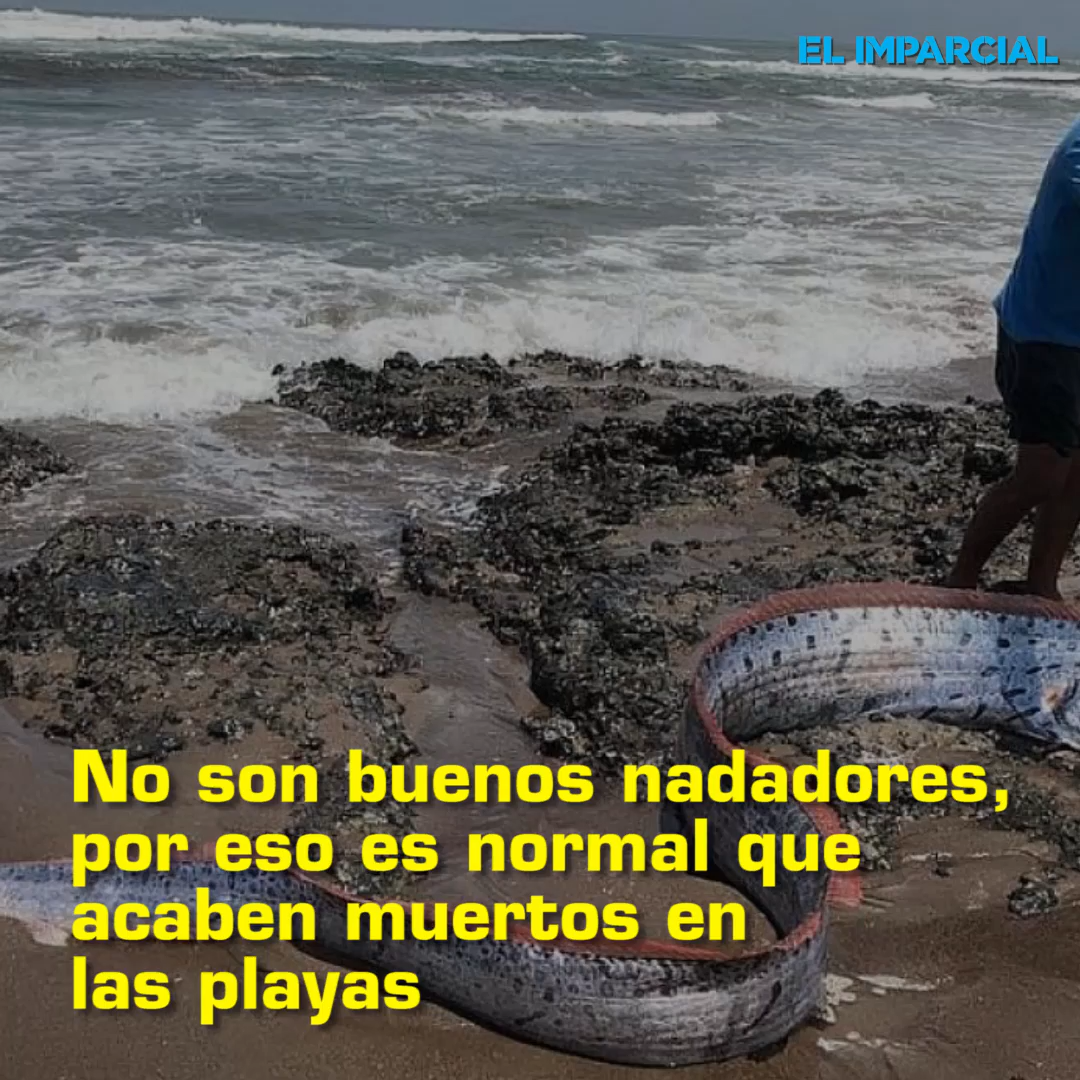 EL IMPARCIAL
No son buenos nadadores,
por eso es normal que
acaben muertos en
las playas